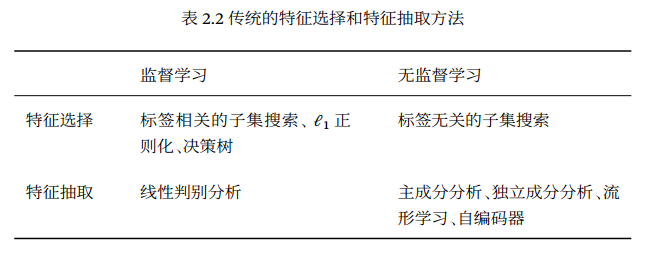 表 2.2 传统的特征选择和特征抽取方法
监督学习 无监督学习
特征选择 标签相关的子集搜索、ℓ1 正 标签无关的子集搜索
则化、决策树
特征抽取 线性判别分析 主成分分析、独立成分分析、流
形学习、自编码器